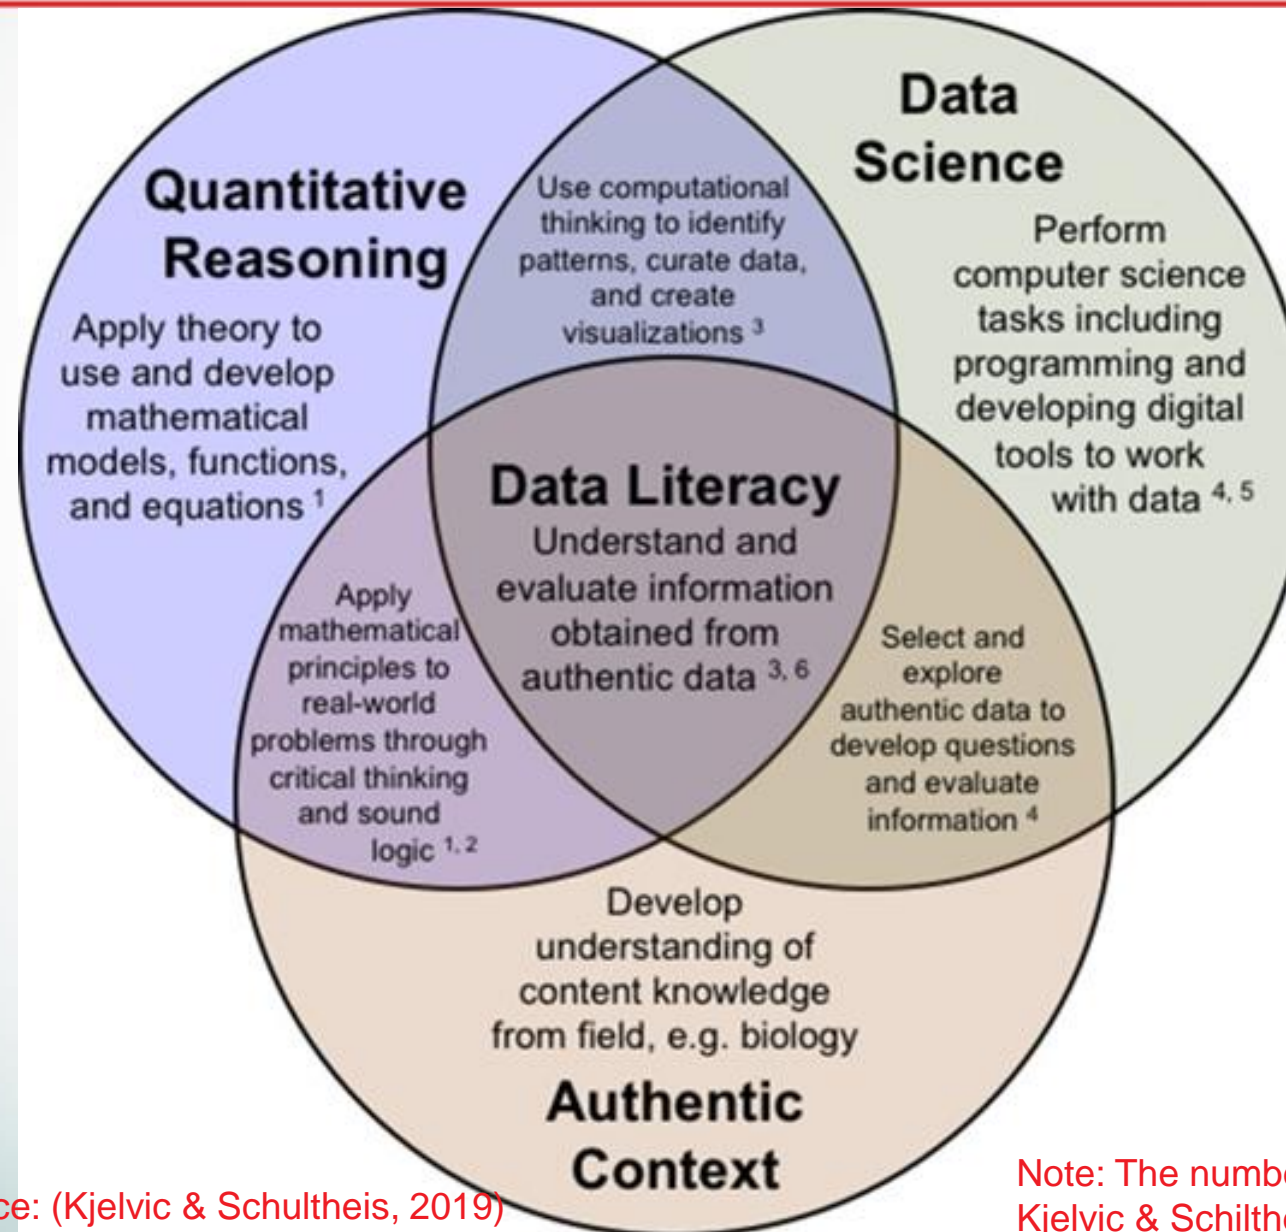 Quantitative
Reasoning
Apply theory to
use and develop
mathematical
models, functions,
and equations 1
Use computational
thinking to identify
patterns, curate data,
and create
visualizations 3
Data
Science
Perform
computer science
tasks including
programming and
developing digital
tools to work
with data 4, 5
Data Literacy
Understand and
evaluate information
obtained from
authentic data 3, 6
Apply
mathematical
principles to
real-world
problems through
critical thinking
and sound
logic 1, 2
Select and
explore
authentic data to
develop questions
and evaluate
information 4
Develop
understanding of
content knowledge
from field, e.g. biology
Authentic
Context
ce: (Kjelvic & Schultheis, 2019)
Note: The numbe
Kjelvic & Schilthe